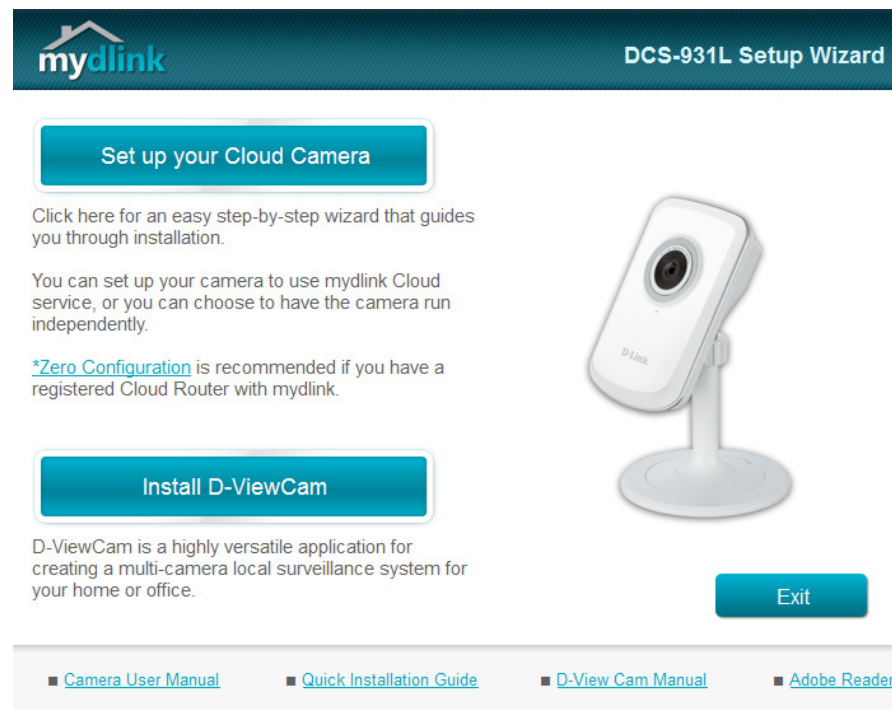 mydlink
DCS-931L Setup Wizard
Set up your Cloud Camera
Click here for an easy step-by-step wizard that guides
you through installation.
You can set up your camera to use mydlink Cloud
service, or you can choose to have the camera run
independently.
*Zero Configuration is recommended if you have a
registered Cloud Router with mydlink.
D-Link
Install D-ViewCam
D-ViewCam is a highly versatile application for
creating a multi-camera local surveillance system for
your home or office.
Exit
Camera User Manual
Quick Installation Guide
D-View Cam Manual
Adobe Reader